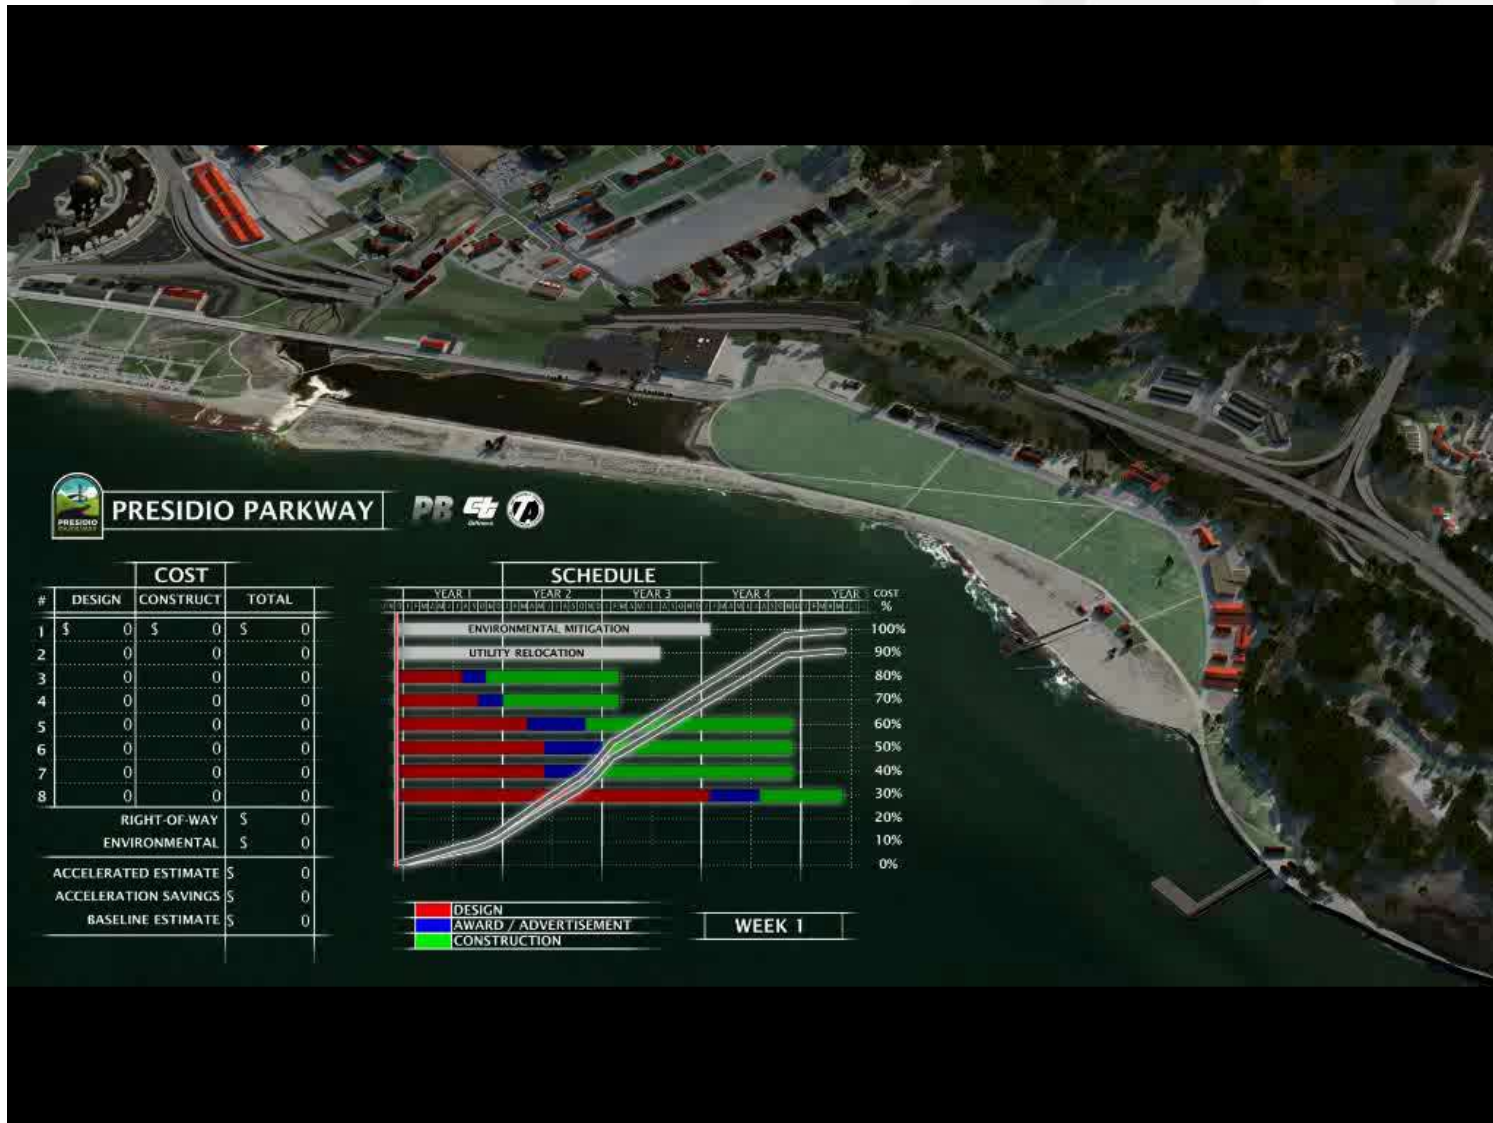 PRESIDIO PARKWAY
PRESIDIO PARKWAY
PB
COST
# DESIGN CONSTRUCT TOTAL
1 $ 0 $ 0 $ 0
2 0 0 0
3 0 0 0
4 0 0 0
5 0 0 0
6 0 0 0
7 0 0 0
8 0 0 0
RIGHT-OF-WAY $ 0
ENVIRONMENTAL $ 0
ACCELERATED ESTIMATE $ 0
ACCELERATION SAVINGS $ 0
BASELINE ESTIMATE $ 0
SCHEDULE
YEAR 1 YEAR 2 YEAR 3 YEAR 4 YEAR COST
%
ENVIRONMENTAL MITIGATION 100%
UTILITY RELOCATION 90%
80%
70%
60%
50%
40%
30%
20%
10%
0%
DESIGN
AWARD / ADVERTISEMENT
CONSTRUCTION
WEEK 1